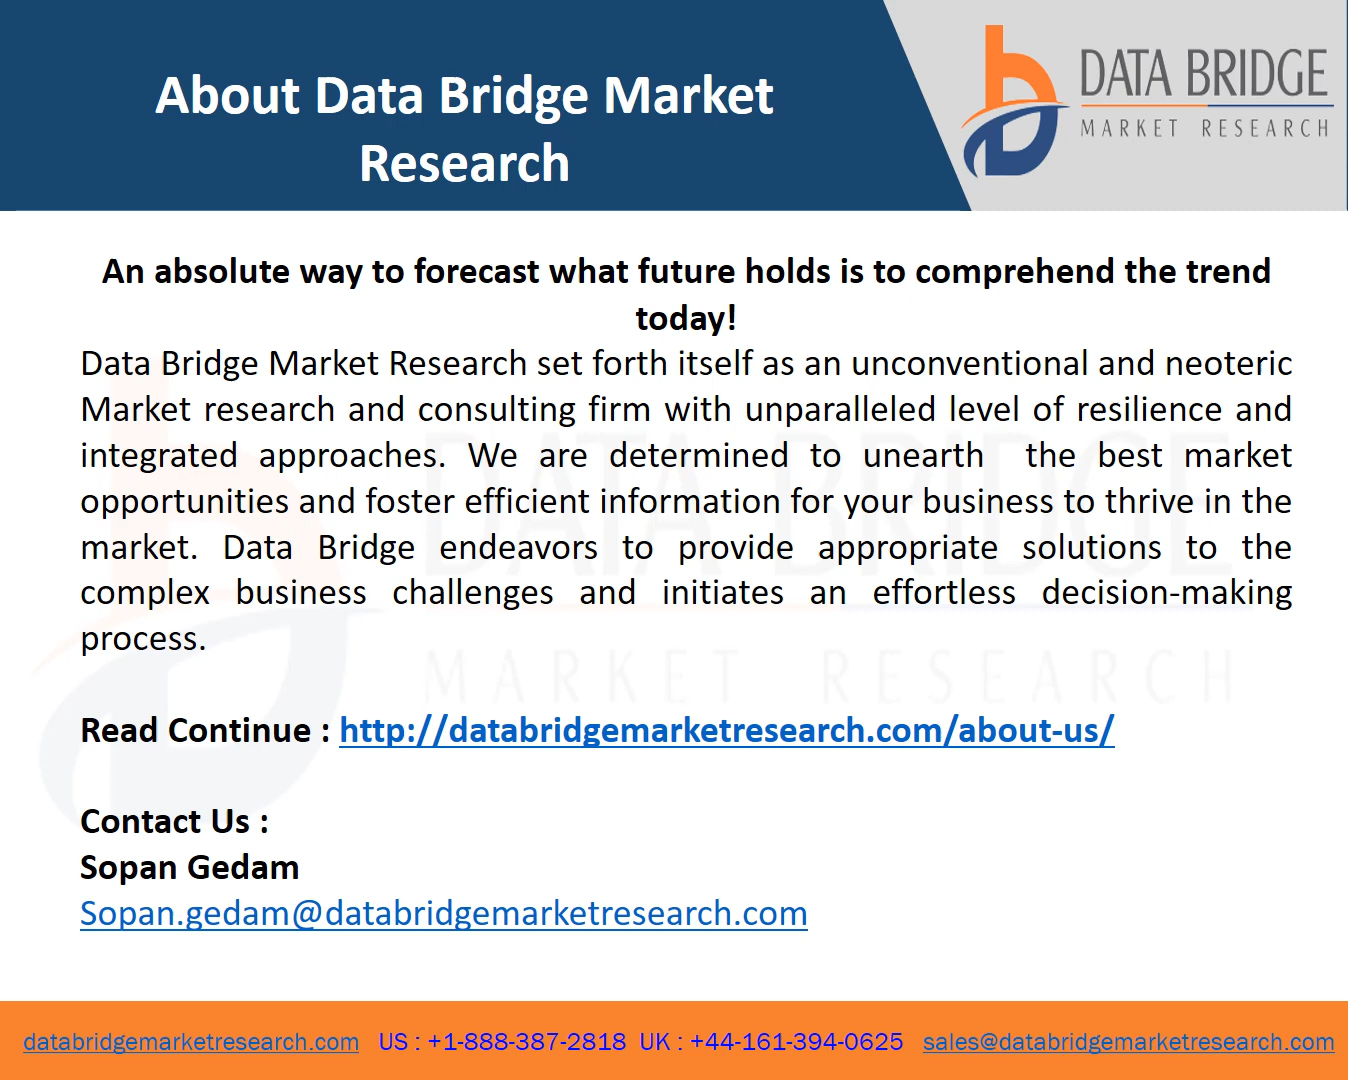 About Data Bridge Market
Research
DATA BRIDGE
MARKET RESEARCH
An absolute way to forecast what future holds is to comprehend the trend
today!
Data Bridge Market Research set forth itself as an unconventional and neoteric
Market research and consulting firm with unparalleled level of resilience and
integrated approaches. We are determined to unearth the best market
opportunities and foster efficient information for your business to thrive in the
market. Data Bridge endeavors to provide appropriate solutions to the
complex business challenges and initiates an effortless decision-making
process.
DATA BRIDGE
MARKET RESEARCH
Read Continue : http://databridgemarketresearch.com/about-us/
Contact Us :
Sopan Gedam
Sopan.gedam@databridgemarketresearch.com
databridgemarketresearch.com US : +1-888-387-2818 UK : +44-161-394-0625 sales@databridgemarketresearch.com